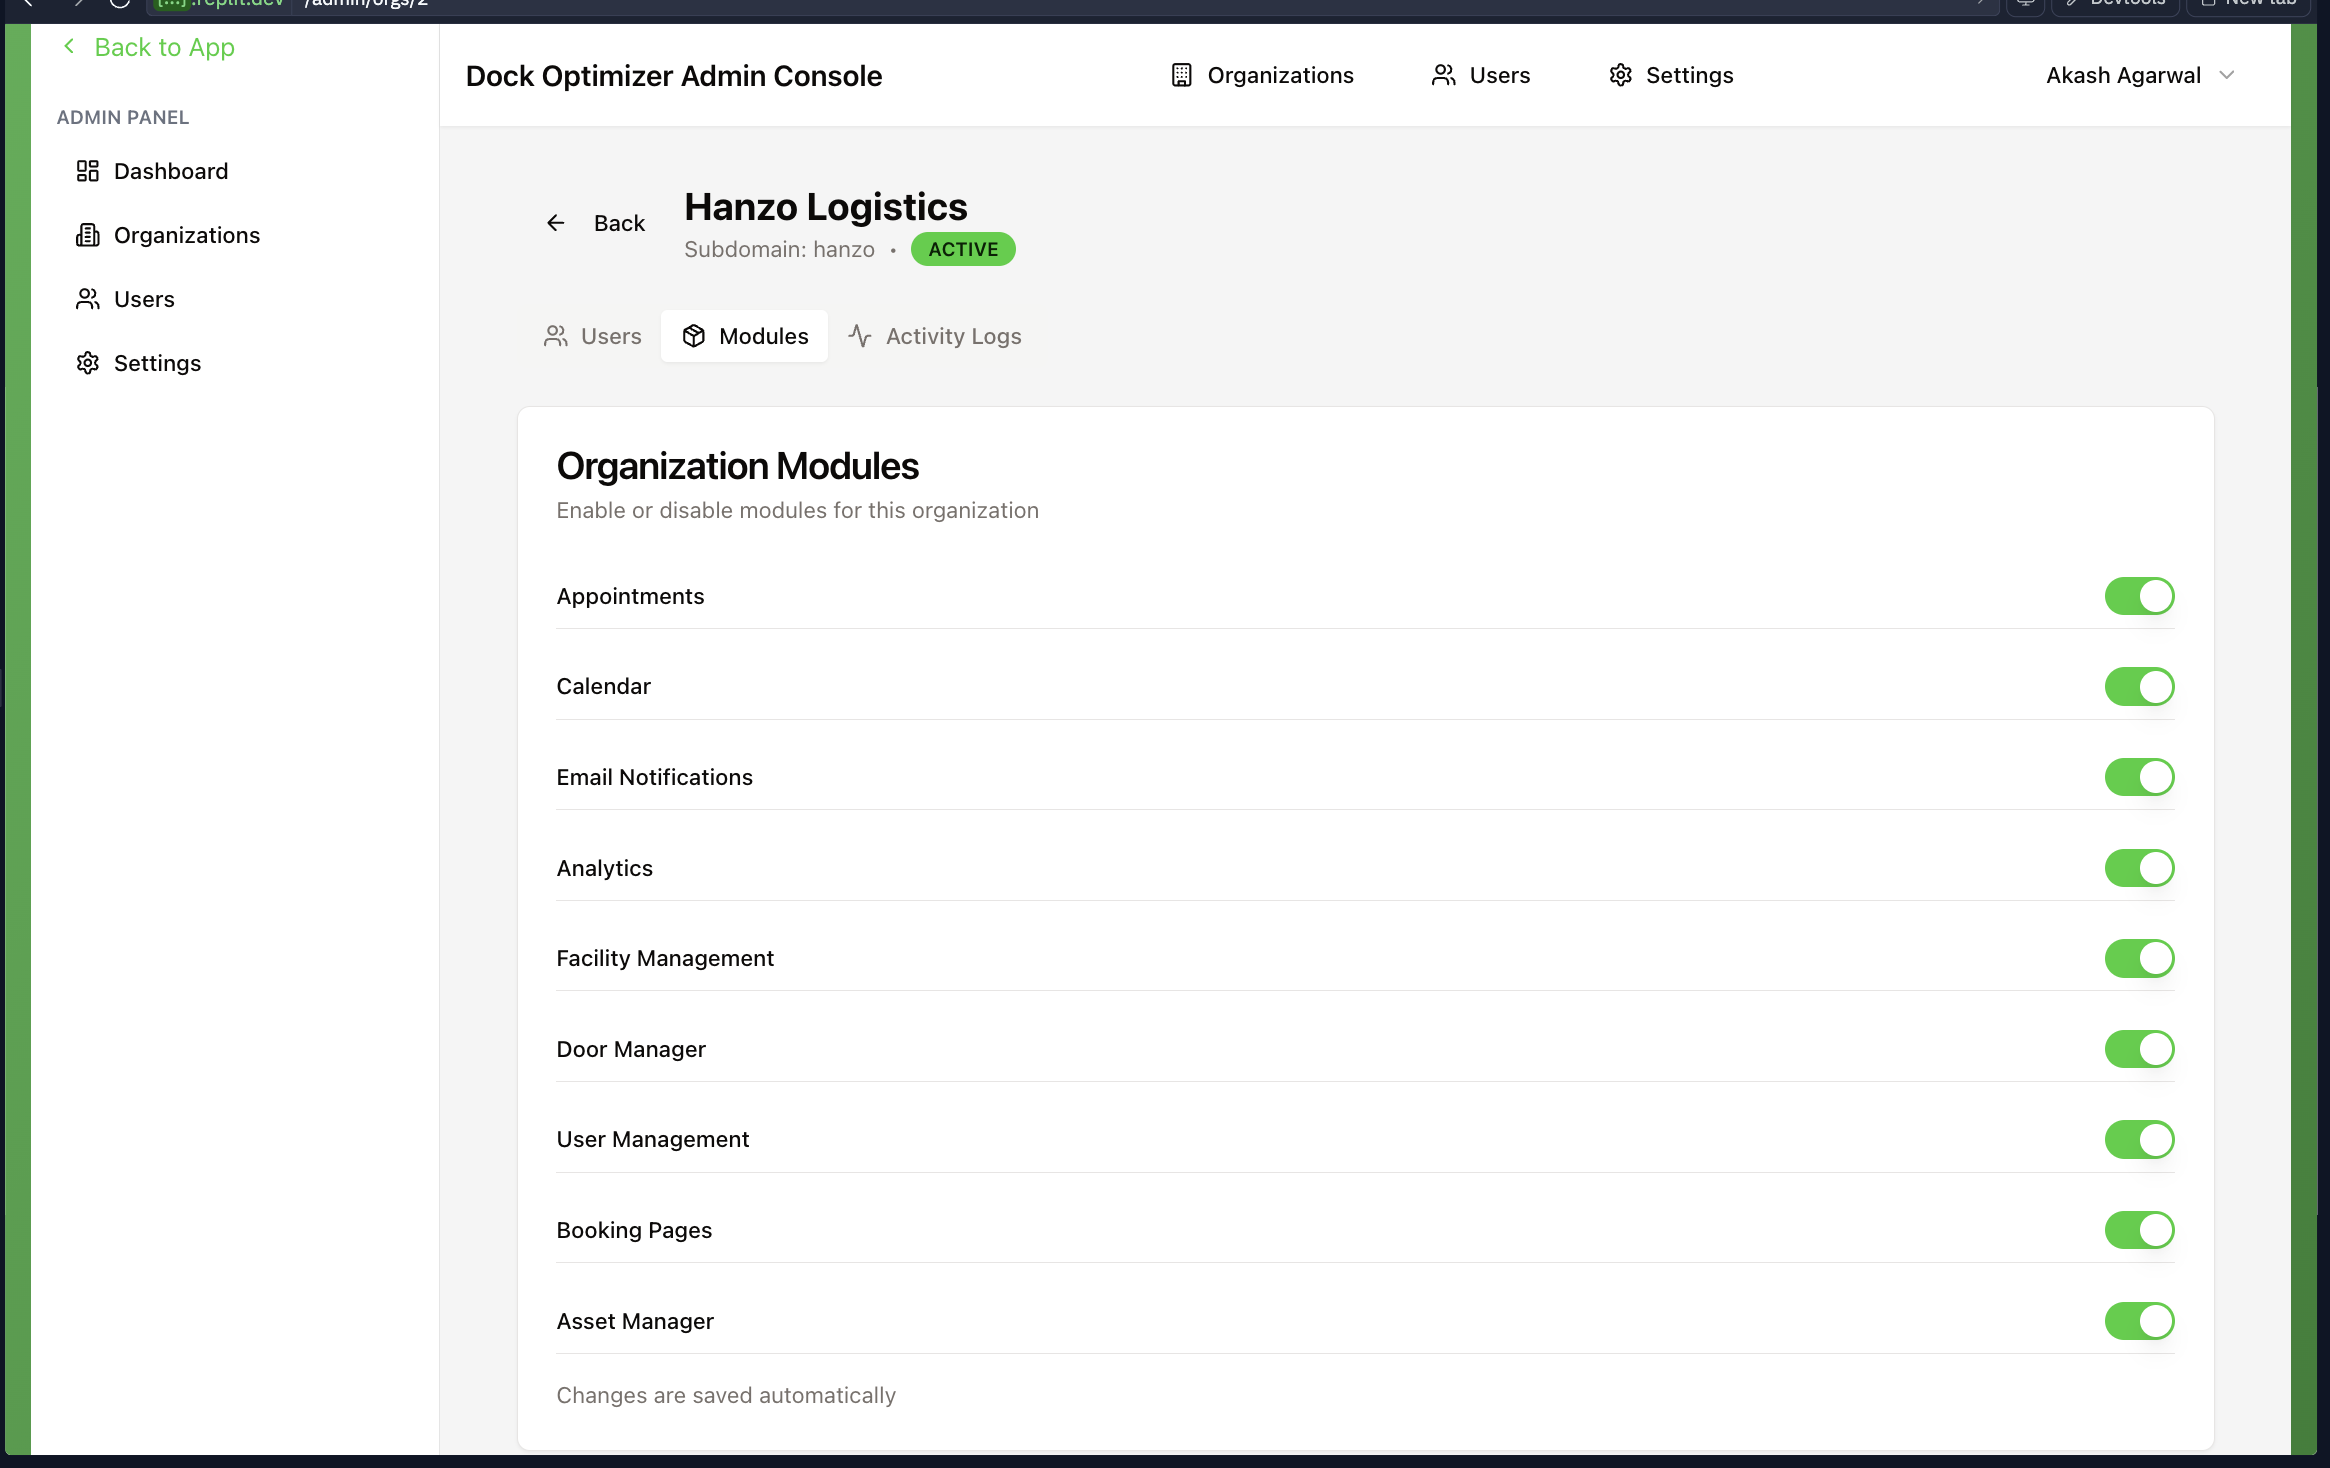 .replit.dev /admin/orgs/2 Devtools New tab
Back to App
ADMIN PANEL
Dashboard
Organizations
Users
Settings
Dock Optimizer Admin Console
Organizations
Users
Settings
Akash Agarwal
Back
Hanzo Logistics
Subdomain: hanzo • ACTIVE
Users
Modules
Activity Logs
Organization Modules
Enable or disable modules for this organization
Appointments
Calendar
Email Notifications
Analytics
Facility Management
Door Manager
User Management
Booking Pages
Asset Manager
Changes are saved automatically